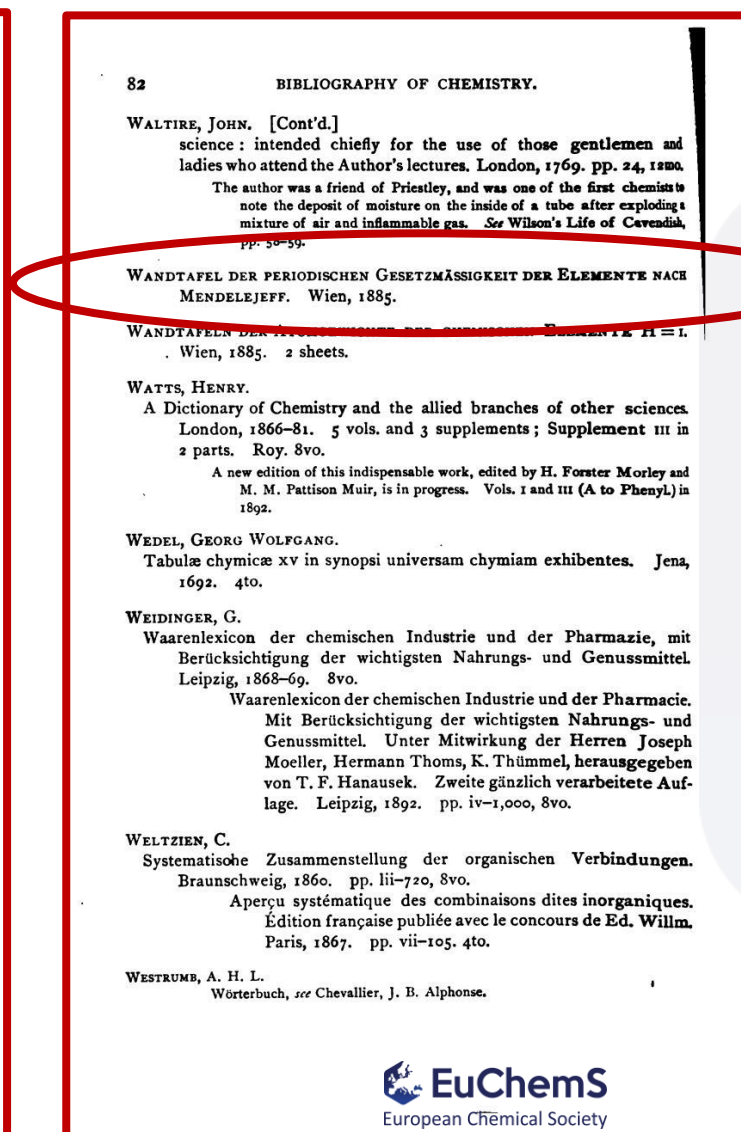 82 BIBLIOGRAPHY OF CHEMISTRY.
WALTIRE, JOHN. [Cont'd.]
science : intended chiefly for the use of those gentlemen and
ladies who attend the Author's lectures. London, 1769. pp. 24, 12mo.
The author was a friend of Priestley, and was one of the first chemists to
note the deposit of moisture on the inside of a tube after exploding a
mixture of air and inflammable gas. See Wilson's Life of Cavendish,
pp. 50-59.
WANDTAFEL DER PERIODISCHEN GESETZMÄSSIGKEIT DER ELEMENTE NACH
MENDELEJEFF. Wien, 1885.
WANDTAFELN DER ELEMENTE H = 1.
Wien, 1885. 2 sheets.
WATTS, HENRY.
A Dictionary of Chemistry and the allied branches of other sciences.
London, 1866–81. 5 vols. and 3 supplements ; Supplement III in
2 parts. Roy. 8vo.
A new edition of this indispensable work, edited by H. Forster Morley and
M. M. Pattison Muir, is in progress. Vols. I and III (A to Phenyl.) in
1892.
WEDEL, GEORG WOLFGANG.
Tabulæ chymicæ xv in synopsi universam chymiam exhibentes. Jena,
1692. 4to.
WEIDINGER, G.
Waarenlexicon der chemischen Industrie und der Pharmazie, mit
Berücksichtigung der wichtigsten Nahrungs- und Genussmittel.
Leipzig, 1868–69. 8vo.
Waarenlexicon der chemischen Industrie und der Pharmacie.
Mit Berücksichtigung der wichtigsten Nahrungs- und
Genussmittel. Unter Mitwirkung der Herren Joseph
Moeller, Hermann Thoms, K. Thümmel, herausgegeben
von T. F. Hanausek. Zweite gänzlich verarbeitete Auf-
lage. Leipzig, 1892. pp. iv–1,000, 8vo.
WELTZIEN, C.
Systematische Zusammenstellung der organischen Verbindungen.
Braunschweig, 1860. pp. lii–720, 8vo.
Aperçu systématique des combinaisons dites inorganiques.
Édition française publiée avec le concours de Ed. Willm.
Paris, 1867. pp. vii–105. 4to.
WESTRUMB, A. H. L.
Wörterbuch, see Chevallier, J. B. Alphonse.
EuChemS
European Chemical Society